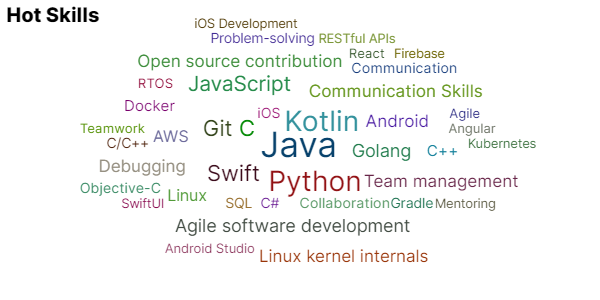 Hot Skills
iOS Development
Problem-solving RESTful APIs
Open source contribution React Firebase
Communication
RTOS JavaScript Communication Skills
Docker
iOS Kotlin Android Agile
Teamwork Git C Angular
C/C++ AWS Java Golang C++ Kubernetes
Debugging Swift Python Team management
Objective-C Linux
SwiftUI SQL C# Collaboration Gradle Mentoring
Agile software development
Android Studio Linux kernel internals